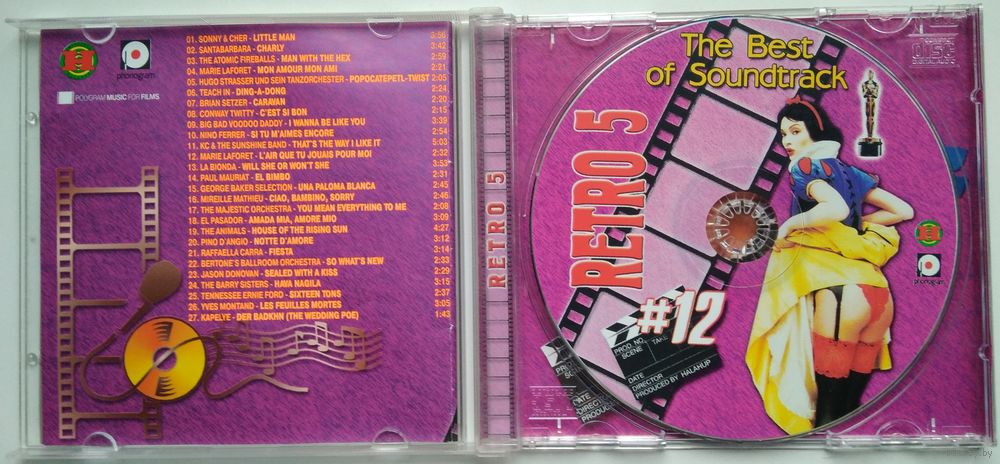 phonogram
POLYGRAM MUSIC FOR FILMS
01. SONNY & CHER - LITTLE MAN 3:56
02. SANTABARBARA - CHARLY 3:42
03. THE ATOMIC FIREBALLS - MAN WITH THE HEX 2:59
04. MARIE LAFORET - MON AMOUR MON AMI 2:21
05. HUGO STRASSER UND SEIN TANZORCHESTER - POPOCATEPETL-TWIST 2:05
06. TEACH IN - DING-A-DONG 2:24
07. BRIAN SETZER - CARAVAN 2:20
08. CONWAY TWITTY - C'EST SI BON 2:15
09. BIG BAD VOODOO DADDY - I WANNA BE LIKE YOU 3:39
10. NINO FERRER - SI TU M'AIMES ENCORE 2:54
11. KC & THE SUNSHINE BAND - THAT'S THE WAY I LIKE IT 5:03
12. MARIE LAFORET - L'AIR QUE TU JOUAIS POUR MOI 2:32
13. LA BIONDA - WILL SHE OR WON'T SHE 3:53
14. PAUL MAURIAT - EL BIMBO 2:31
15. GEORGE BAKER SELECTION - UNA PALOMA BLANCA 2:45
16. MIREILLE MATHIEU - CIAO, BAMBINO, SORRY 2:46
17. THE MAJESTIC ORCHESTRA - YOU MEAN EVERYTHING TO ME 2:08
18. EL PASADOR - AMADA MIA, AMORE MIO 3:09
19. THE ANIMALS - HOUSE OF THE RISING SUN 4:27
20. PINO D'ANGIO - NOTTE D'AMORE 3:12
21. RAFFAELLA CARRA - FIESTA 3:14
22. BERTONE'S BALLROOM ORCHESTRA - SO WHAT'S NEW 2:33
23. JASON DONOVAN - SEALED WITH A KISS 2:29
24. THE BARRY SISTERS - HAVA NAGILA 3:15
25. TENNESSEE ERNIE FORD - SIXTEEN TONS 2:37
26. YVES MONTAND - LES FEUILLES MORTES 3:05
27. KAPELYE - DER BADKHN (THE WEDDING POE) 1:43
RETRO 5
The Best
of Soundtrack
RETRO 5
#12
PROD NO.
SCENE
TAKE
DATE
DIRECTOR
PRODUCED BY HALAHUP
DATE
DIRECTOR
phonogram